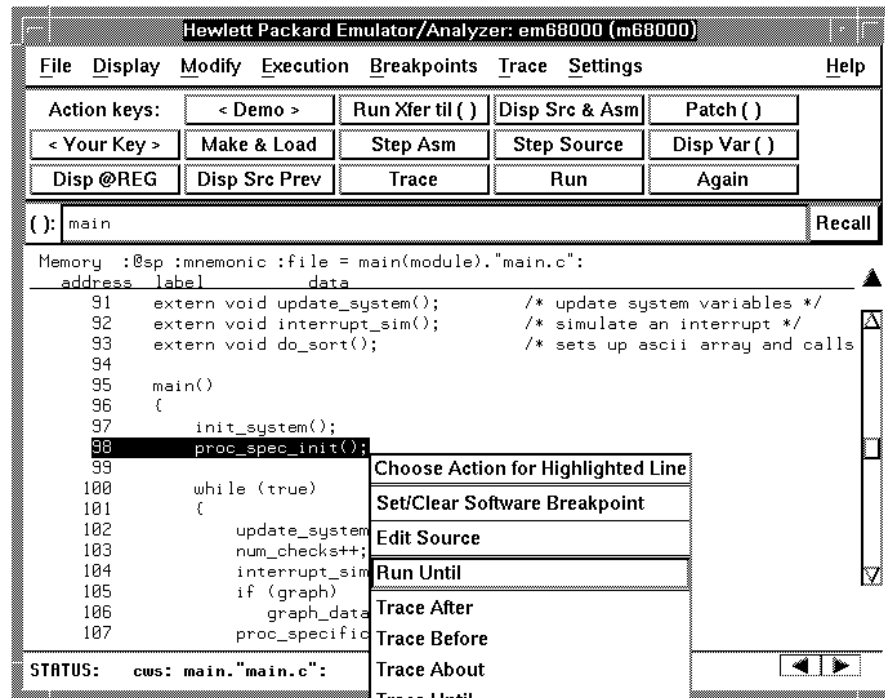 Hewlett Packard Emulator/Analyzer: em68000 (m68000)
File Display Modify Execution Breakpoints Trace Settings Help
Action keys: < Demo > Run Xfer til ( ) Disp Src & Asm Patch ( )
< Your Key > Make & Load Step Asm Step Source Disp Var ( )
Disp @REG Disp Src Prev Trace Run Again
( ): main Recall
Memory :@sp :mnemonic :file = main(module)."main.c":
address label data
91 extern void update_system(); /* update system variables */
92 extern void interrupt_sim(); /* simulate an interrupt */
93 extern void do_sort(); /* sets up ascii array and calls
94
95 main()
96 {
97 init_system();
98 proc_spec_init();
99
Choose Action for Highlighted Line
100 while (true)
Set/Clear Software Breakpoint
101 {
102 update_system
Edit Source
103 num_checks++;
104 interrupt_sim
Run Until
105 if (graph)
106 graph_data
Trace After
107 proc_specific
Trace Before
STATUS: cws: main."main.c":
Trace About
Trace Until